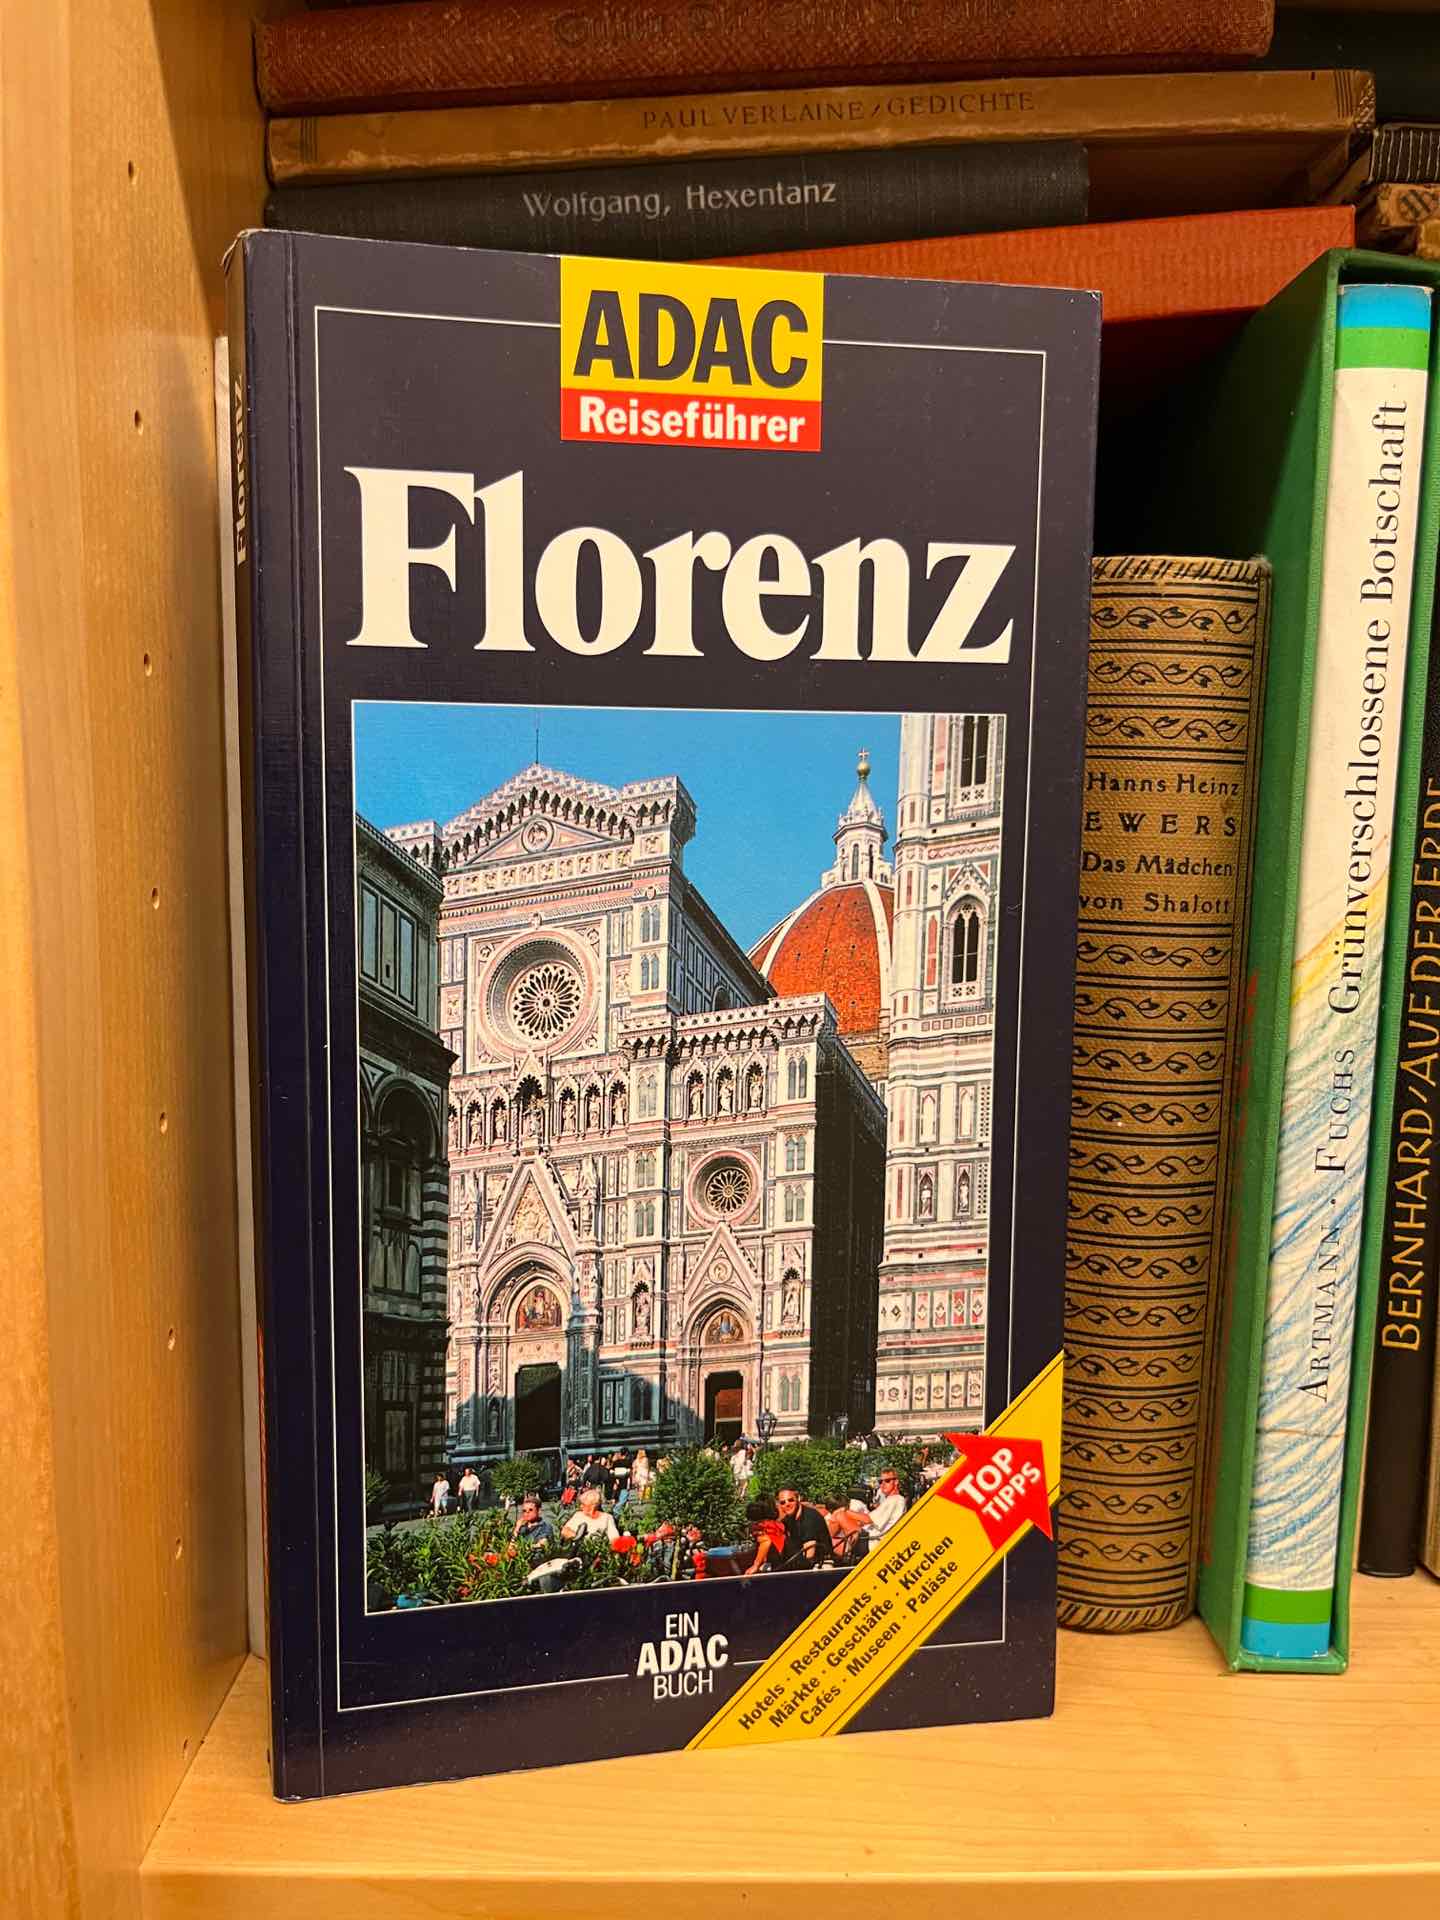 PAUL VERLAINE/GEDICHTE
Wolfgang, Hexentanz
ADAC
Reiseführer
Florenz
TOP
TIPPS
Hotels · Restaurants · Plätze
Märkte · Geschäfte · Kirchen
Cafés · Museen · Paläste
EIN
ADAC
BUCH
Hanns Heinz
EWERS
Das Mädchen
von Shalott
ARTMANN · FUCHS Grünverschlossene Botschaft
BERNHARD/AUF DER ERDE